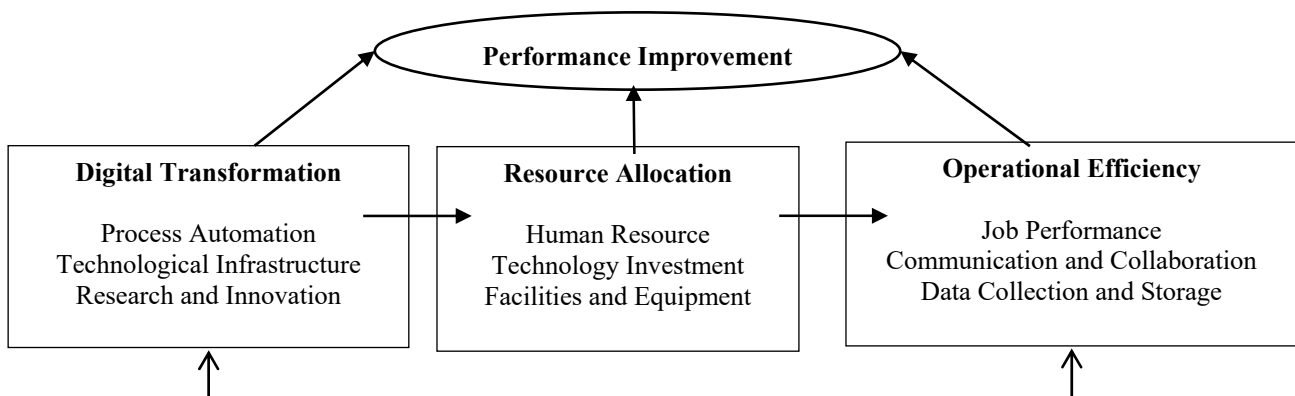 Performance Improvement
Digital Transformation
Process Automation
Technological Infrastructure
Research and Innovation
Resource Allocation
Human Resource
Technology Investment
Facilities and Equipment
Operational Efficiency
Job Performance
Communication and Collaboration
Data Collection and Storage